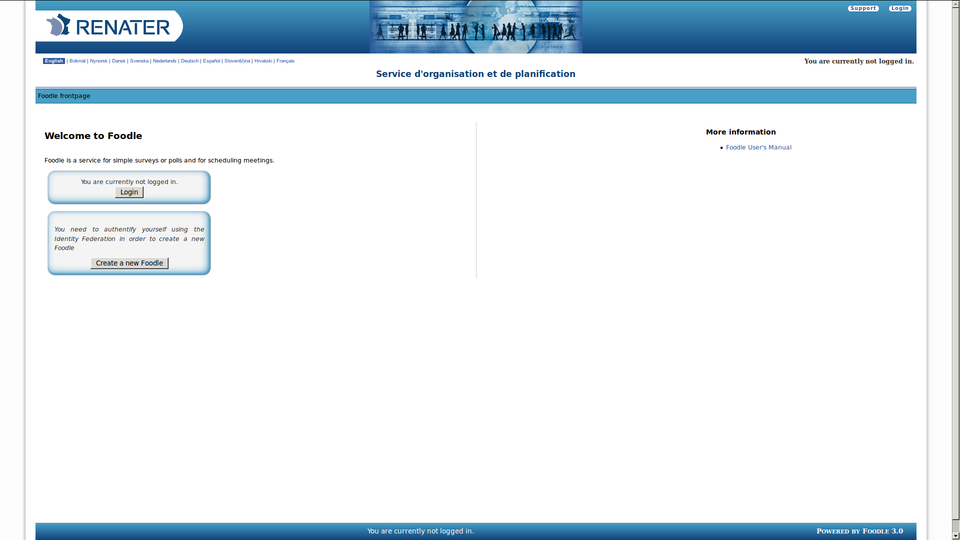 RENATER
Support Login
English | Bokmål | Nynorsk | Dansk | Svenska | Nederlands | Deutsch | Español | Slovenščina | Hrvatski | Français
You are currently not logged in.
Service d'organisation et de planification
Foodle frontpage
Welcome to Foodle
Foodle is a service for simple surveys or polls and for scheduling meetings.
You are currently not logged in.
Login
You need to authentify yourself using the
Identity Federation in order to create a new
Foodle
Create a new Foodle
More information
Foodle User's Manual
You are currently not logged in.
Powered by Foodle 3.0